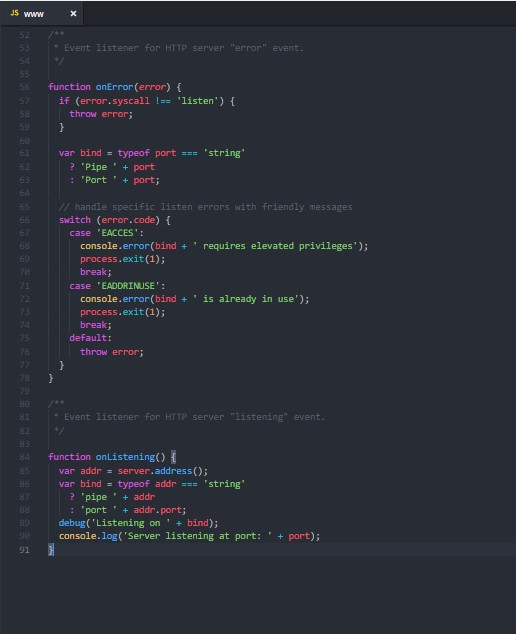 JS www ×
52 /**
53  * Event listener for HTTP server "error" event.
54  */
55
56 function onError(error) {
57   if (error.syscall !== 'listen') {
58     throw error;
59   }
60
61   var bind = typeof port === 'string'
62     ? 'Pipe ' + port
63     : 'Port ' + port;
64
65   // handle specific listen errors with friendly messages
66   switch (error.code) {
67     case 'EACCES':
68       console.error(bind + ' requires elevated privileges');
69       process.exit(1);
70       break;
71     case 'EADDRINUSE':
72       console.error(bind + ' is already in use');
73       process.exit(1);
74       break;
75     default:
76       throw error;
77   }
78 }
79
80 /**
81  * Event listener for HTTP server "listening" event.
82  */
83
84 function onListening() {
85   var addr = server.address();
86   var bind = typeof addr === 'string'
87     ? 'pipe ' + addr
88     : 'port ' + addr.port;
89   debug('Listening on ' + bind);
90   console.log('Server listening at port: ' + port);
91 }